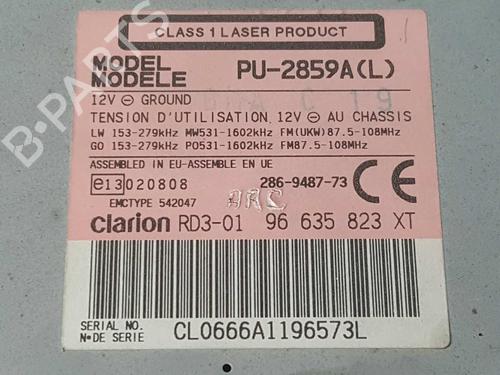 CLASS 1 LASER PRODUCT
MODEL
MODELE PU-2859A(L)
12V ⊖ GROUND
TENSION D'UTILISATION, 12V ⊖ AU CHASSIS
LW 153-279kHz MW531-1602kHz FM(UKW)87.5-108MHz
GO 153-279kHz PO531-1602kHz FM87.5-108MHz
ASSEMBLED IN EU-ASSEMBLE EN UE
e13 020808 286-9487-73 CE
EMCTYPE 542047
ARC
clarion RD3-01 96 635 823 XT
SERIAL NO.
N•DE SERIE CL0666A1196573L
B-PARTS